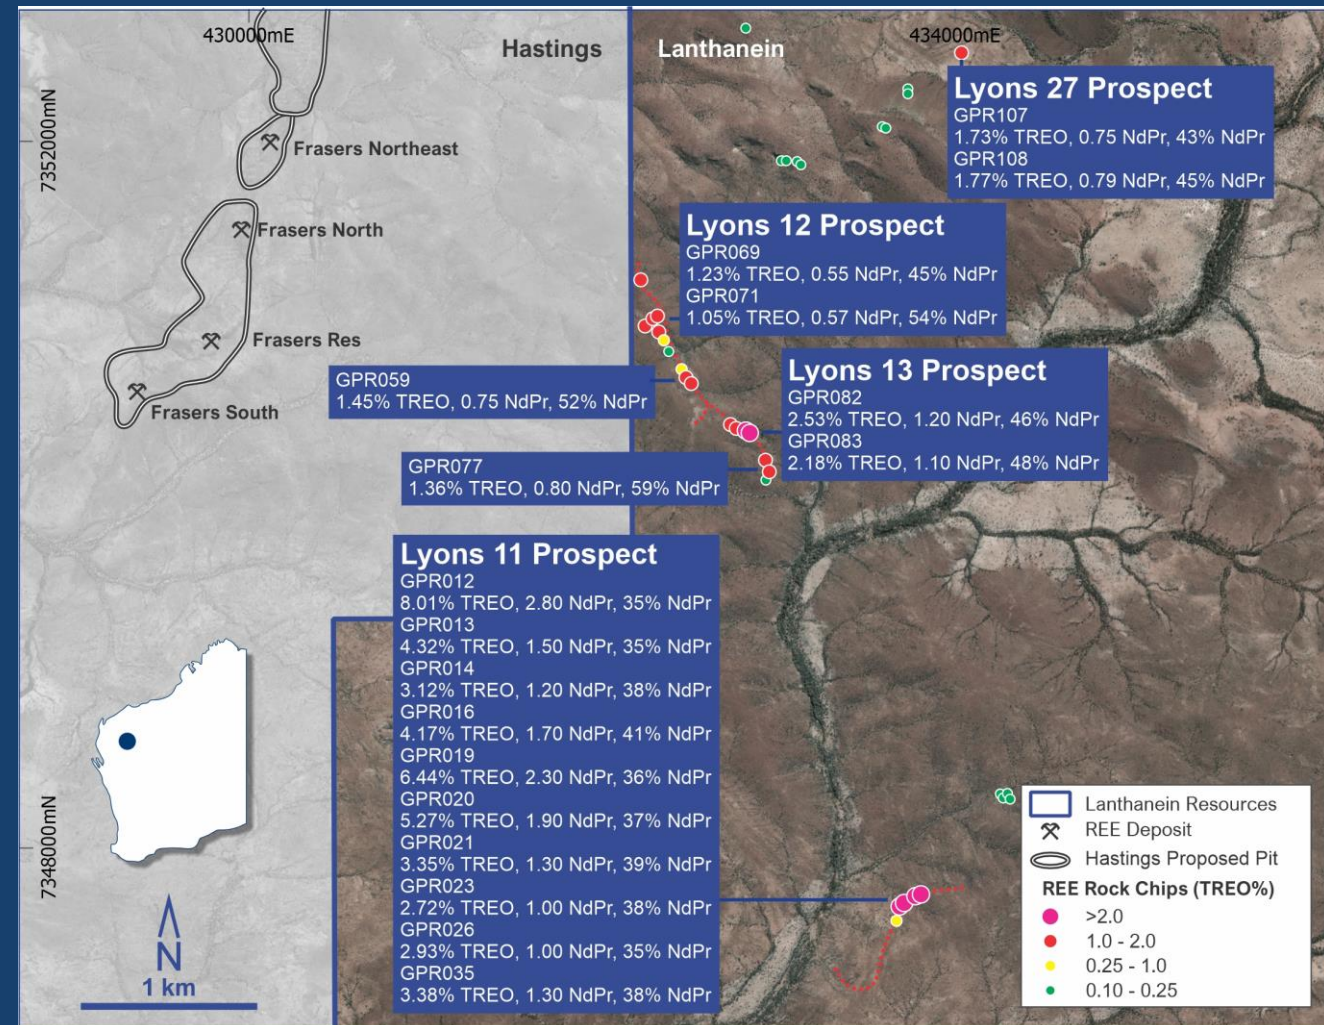 430000mE
Hastings
Lanthanein
434000mE
7352000mN
Frasers Northeast
Frasers North
Frasers Res
Frasers South
Lyons 27 Prospect
GPR107
1.73% TREO, 0.75 NdPr, 43% NdPr
GPR108
1.77% TREO, 0.79 NdPr, 45% NdPr
Lyons 12 Prospect
GPR069
1.23% TREO, 0.55 NdPr, 45% NdPr
GPR071
1.05% TREO, 0.57 NdPr, 54% NdPr
GPR059
1.45% TREO, 0.75 NdPr, 52% NdPr
Lyons 13 Prospect
GPR082
2.53% TREO, 1.20 NdPr, 46% NdPr
GPR083
2.18% TREO, 1.10 NdPr, 48% NdPr
GPR077
1.36% TREO, 0.80 NdPr, 59% NdPr
Lyons 11 Prospect
GPR012
8.01% TREO, 2.80 NdPr, 35% NdPr
GPR013
4.32% TREO, 1.50 NdPr, 35% NdPr
GPR014
3.12% TREO, 1.20 NdPr, 38% NdPr
GPR016
4.17% TREO, 1.70 NdPr, 41% NdPr
GPR019
6.44% TREO, 2.30 NdPr, 36% NdPr
GPR020
5.27% TREO, 1.90 NdPr, 37% NdPr
GPR021
3.35% TREO, 1.30 NdPr, 39% NdPr
GPR023
2.72% TREO, 1.00 NdPr, 38% NdPr
GPR026
2.93% TREO, 1.00 NdPr, 35% NdPr
GPR035
3.38% TREO, 1.30 NdPr, 38% NdPr
7348000mN
N
1 km
Lanthanein Resources
REE Deposit
Hastings Proposed Pit
REE Rock Chips (TREO%)
>2.0
1.0 - 2.0
0.25 - 1.0
0.10 - 0.25